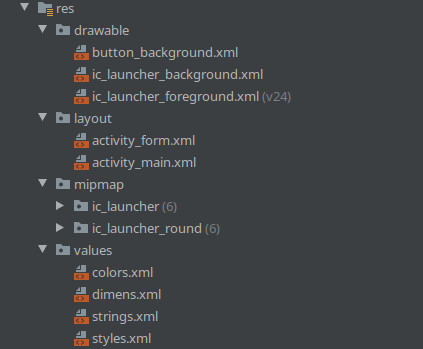 res
drawable
button_background.xml
ic_launcher_background.xml
ic_launcher_foreground.xml (v24)
layout
activity_form.xml
activity_main.xml
mipmap
ic_launcher (6)
ic_launcher_round (6)
values
colors.xml
dimens.xml
strings.xml
styles.xml